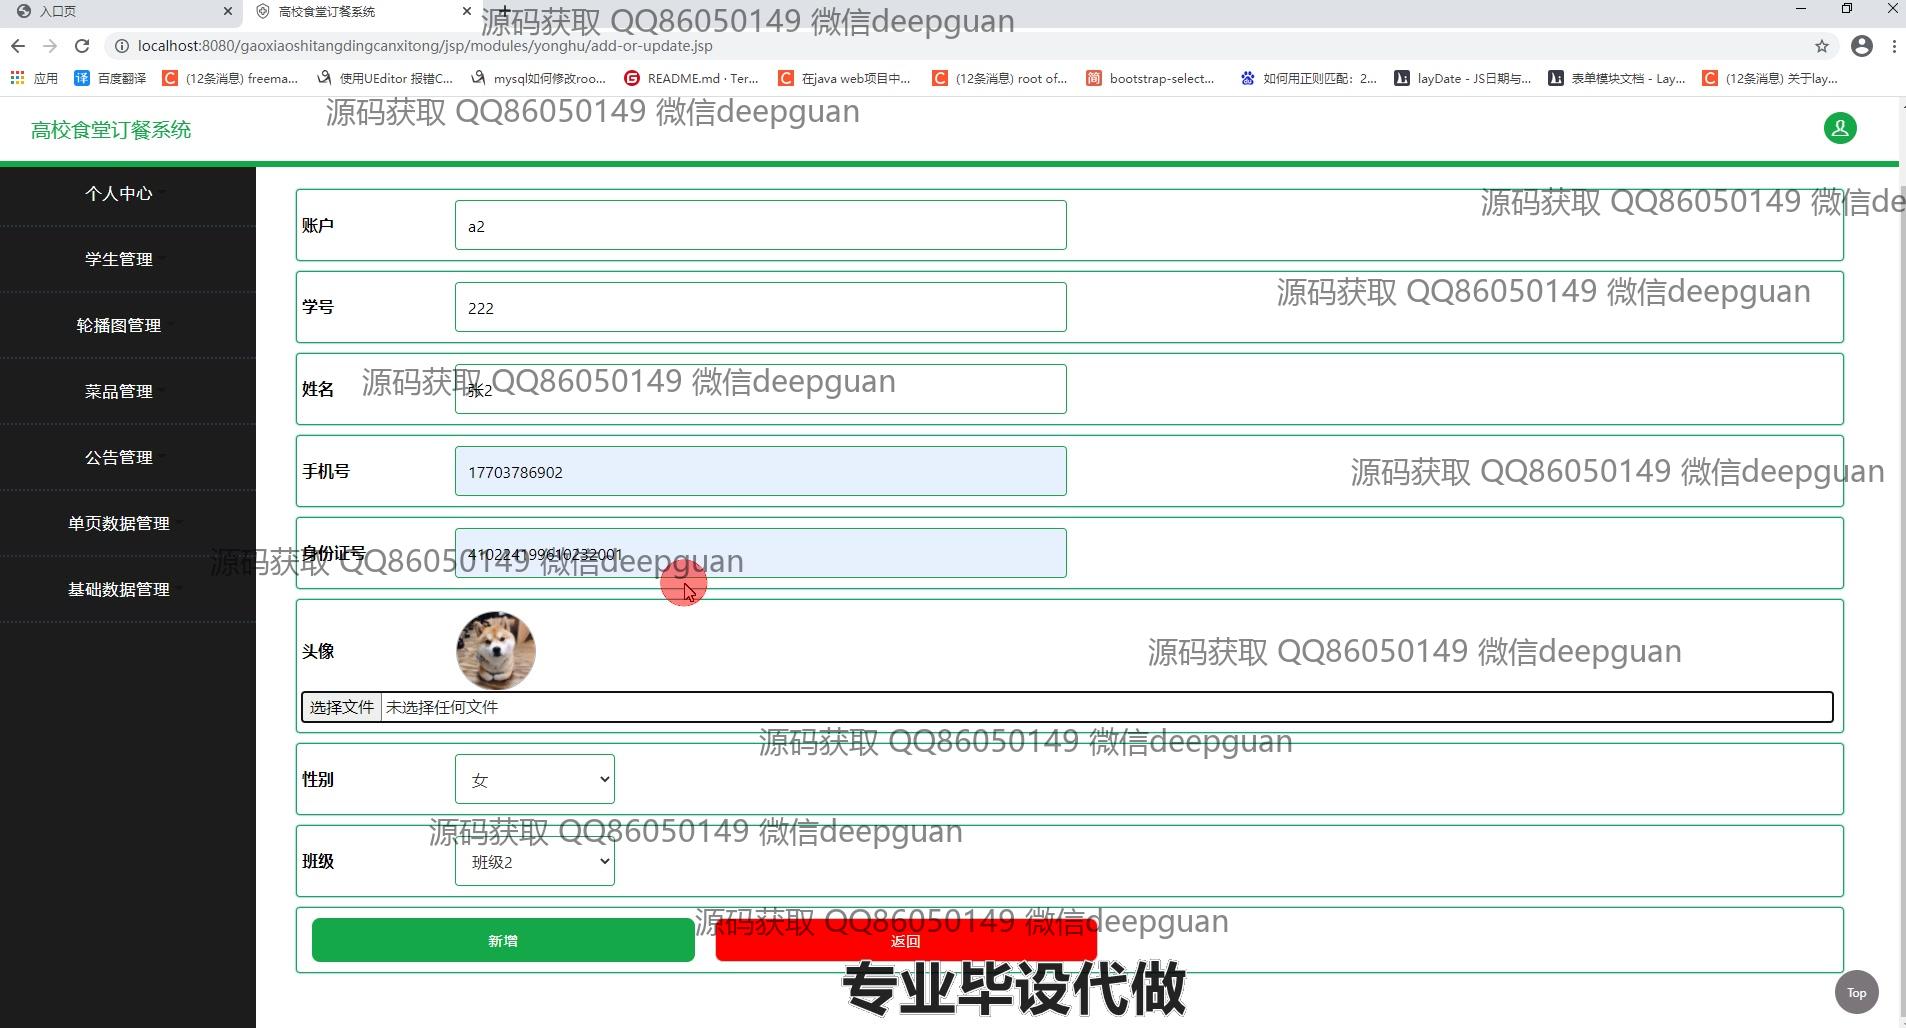 入口页
高校食堂订餐系统
源码获取 QQ86050149 微信deepguan
localhost:8080/gaoxiaoshitangdingcanxitong/jsp/modules/yonghu/add-or-update.jsp
应用
百度翻译
(12条消息) freema...
使用UEditor 报错C...
mysql如何修改roo...
README.md · Ter...
在java web项目中...
(12条消息) root of...
bootstrap-select...
如何用正则匹配：2...
layDate - JS日期与...
表单模块文档 - Lay...
(12条消息) 关于lay...
源码获取 QQ86050149 微信deepguan
高校食堂订餐系统
个人中心
学生管理
轮播图管理
菜品管理
公告管理
单页数据管理
基础数据管理
账户 a2
源码获取 QQ86050149 微信de
学号 222
源码获取 QQ86050149 微信deepguan
姓名 张2
源码获取 QQ86050149 微信deepguan
手机号 17703786902
源码获取 QQ86050149 微信deepguan
身份证号 410224199610232001
源码获取 QQ86050149 微信deepguan
头像
源码获取 QQ86050149 微信deepguan
选择文件 未选择任何文件
源码获取 QQ86050149 微信deepguan
性别 女
源码获取 QQ86050149 微信deepguan
班级 班级2
源码获取 QQ86050149 微信deepguan
新增 返回
专业毕设代做
Top